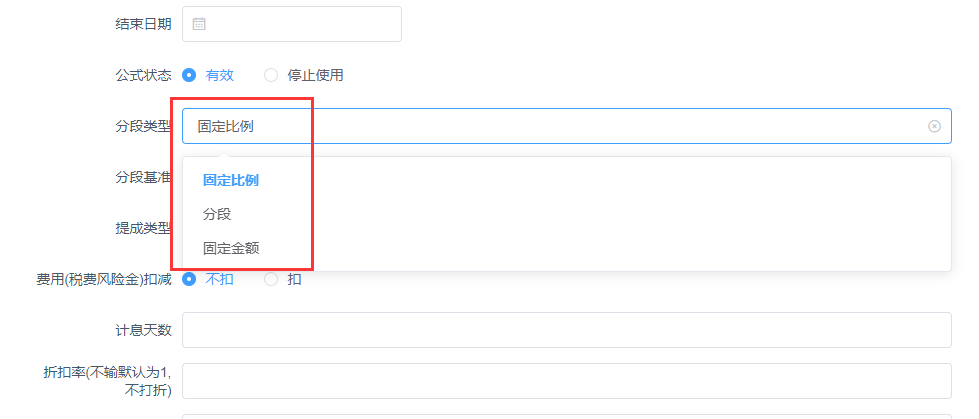 结束日期
公式状态 有效 停止使用
分段类型 固定比例
分段基准 固定比例
分段
提成类型
固定金额
费用(税费风险金)扣减 不扣 扣
计息天数
折扣率(不输默认为1,
不打折)